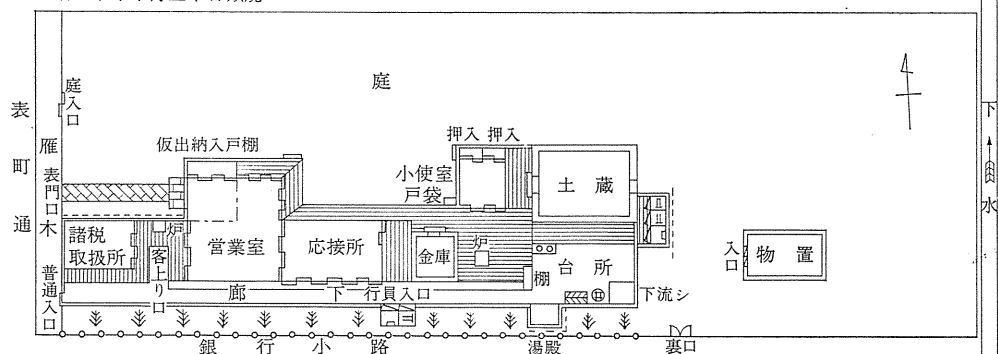 庭
庭入口
表町通
雁木
表門口
普通入口
仮出納入戸棚
押入 押入
小使室
戸袋
土蔵
諸税
取扱所
炉
客上り口
営業室
応接所
金庫
炉
棚
台所
廊下
行員入口
下流シ
湯殿
裏口
銀行小路
入口
物置
下水